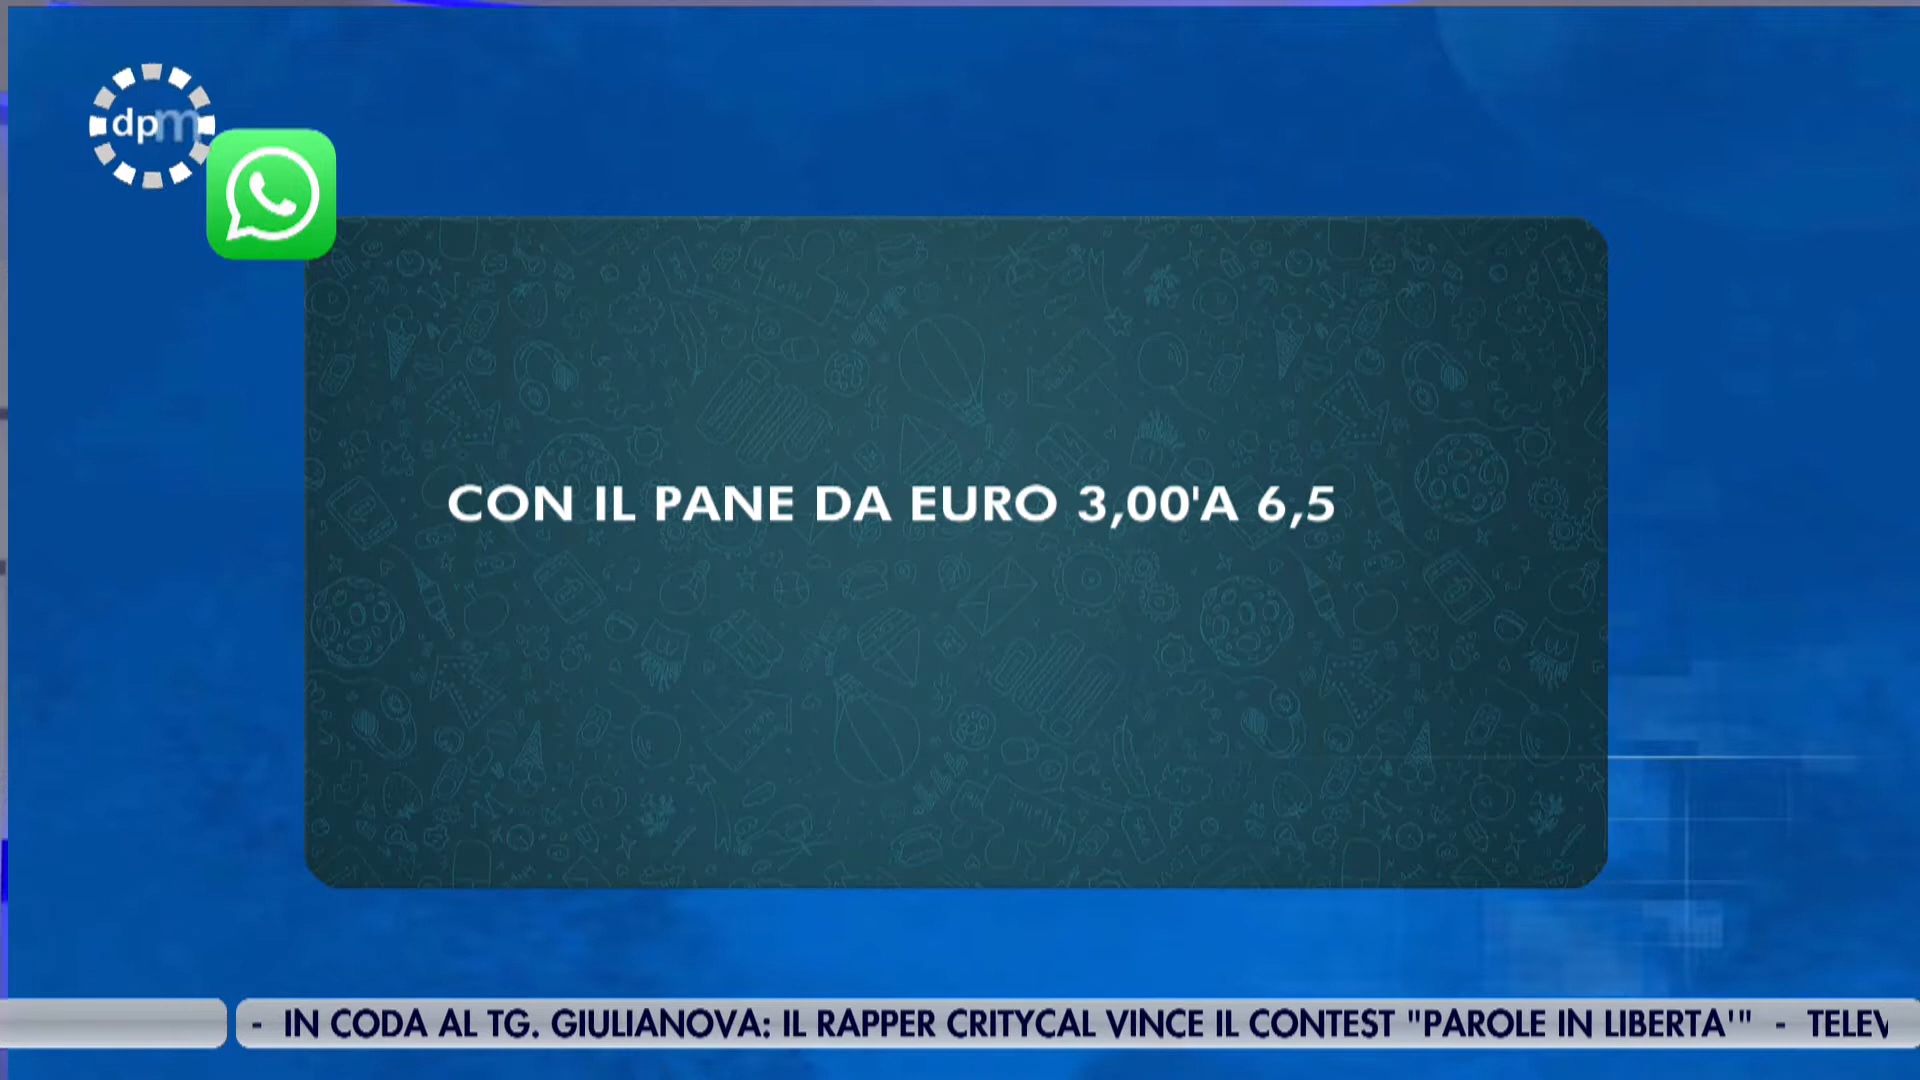 dpm
CON IL PANE DA EURO 3,00'A 6,5
- IN CODA AL TG. GIULIANOVA: IL RAPPER CRITYCAL VINCE IL CONTEST "PAROLE IN LIBERTA'" - TELEV